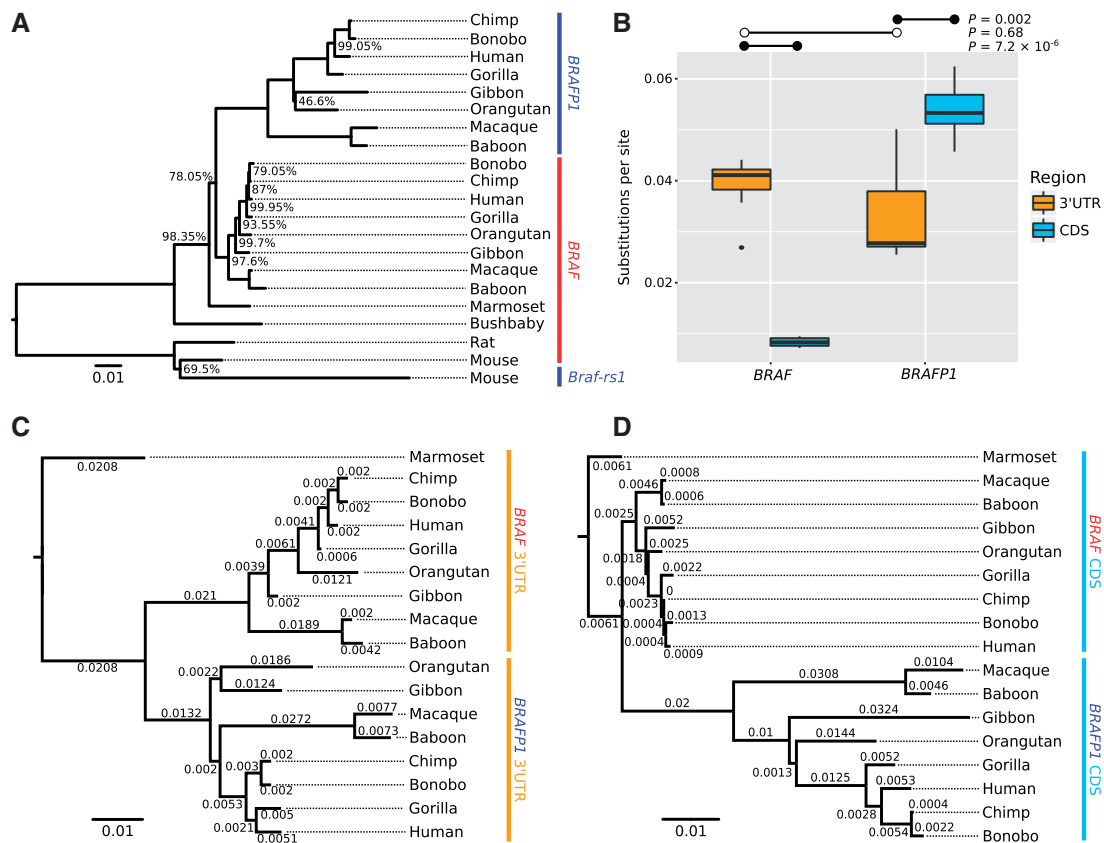 A
Chimp
Bonobo
99.05%
Human
Gorilla
Gibbon
46.6%
Orangutan
Macaque
Baboon
BRAFP1
Bonobo
79.05%
Chimp
78.05%
87%
Human
99.95%
Gorilla
93.55%
Orangutan
98.35%
99.7%
Gibbon
97.6%
Macaque
Baboon
Marmoset
Bushbaby
BRAF
Rat
Mouse
69.5%
Mouse
Braf-rs1
0.01
B
P = 0.002
P = 0.68
P = 7.2 × 10-6
0.06
0.04
0.02
Substitutions per site
BRAF
BRAFP1
Region
3'UTR
CDS
C
Marmoset
0.0208
0.002
Chimp
0.002
0.002
Bonobo
0.002
0.0041
Human
0.002
0.0061
Gorilla
0.0006
0.0039
Orangutan
0.0121
Gibbon
0.002
0.021
0.002
Macaque
0.0189
Baboon
0.0042
BRAF 3'UTR
0.0208
0.0186
Orangutan
0.0022
0.0124
Gibbon
0.0132
0.0077
Macaque
0.0272
0.0073
Baboon
0.002
0.002
Chimp
0.003
Bonobo
0.002
0.0053
Gorilla
0.005
0.0021
Human
0.0051
BRAFP1 3'UTR
0.01
D
Marmoset
0.0061
0.0008
Macaque
0.0046
0.0006
Baboon
0.0025
0.0052
Gibbon
0.0025
Orangutan
0.0018
0.0022
Gorilla
0.0004
0
Chimp
0.0023
0.0013
Bonobo
0.0061
0.0004
0.0004
Human
0.0009
BRAF CDS
0.0104
Macaque
0.0308
0.0046
Baboon
0.02
0.0324
Gibbon
0.01
0.0144
Orangutan
0.0013
0.0052
Gorilla
0.0125
0.0053
Human
0.0028
0.0004
Chimp
0.0054
0.0022
Bonobo
BRAFP1 CDS
0.01